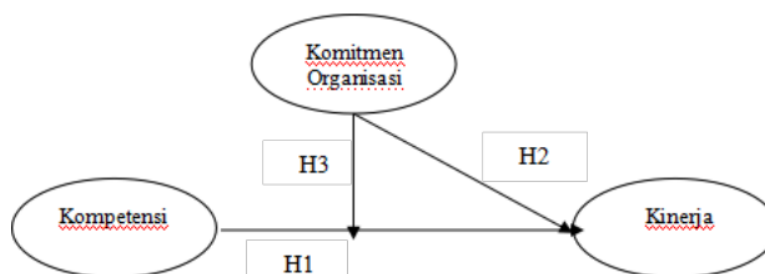 Komitmen
Organisasi
H3
H2
Kompetensi
Kinerja
H1